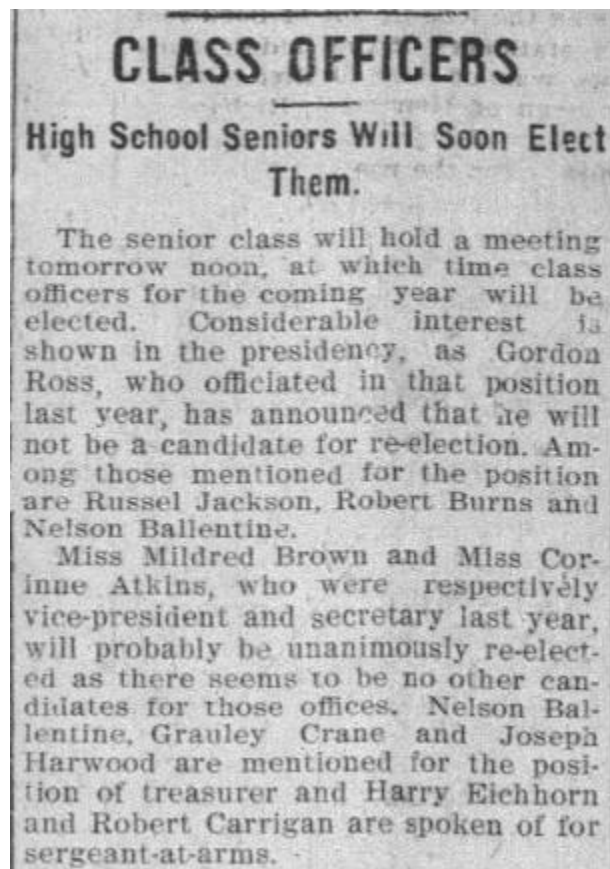 CLASS OFFICERS
High School Seniors Will Soon Elect
Them.
The senior class will hold a meeting
tomorrow noon, at which time class
officers for the coming year will be
elected. Considerable interest is
shown in the presidency, as Gordon
Ross, who officiated in that position
last year, has announced that he will
not be a candidate for re-election. Am-
ong those mentioned for the position
are Russel Jackson, Robert Burns and
Nelson Ballentine.
Miss Mildred Brown and Miss Cor-
inne Atkins, who were respectively
vice-president and secretary last year,
will probably be unanimously re-elect-
ed as there seems to be no other can-
didates for those offices. Nelson Bal-
lentine, Grauley Crane and Joseph
Harwood are mentioned for the posi-
tion of treasurer and Harry Eichhorn
and Robert Carrigan are spoken of for
sergeant-at-arms.